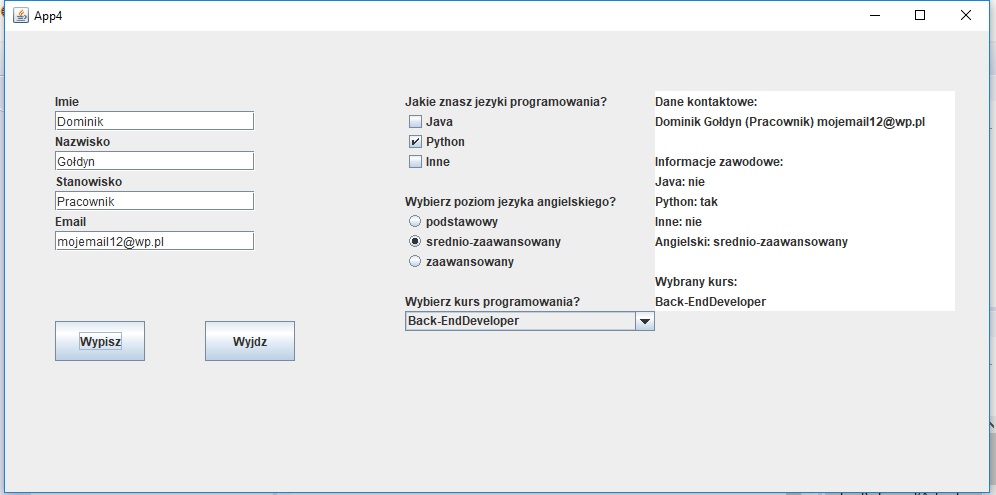 App4
Imie
Dominik
Nazwisko
Gołdyn
Stanowisko
Pracownik
Email
mojemail12@wp.pl
Wypisz
Wyjdz
Jakie znasz jezyki programowania?
Java
Python
Inne
Wybierz poziom jezyka angielskiego?
podstawowy
srednio-zaawansowany
zaawansowany
Wybierz kurs programowania?
Back-EndDeveloper
Dane kontaktowe:
Dominik Gołdyn (Pracownik) mojemail12@wp.pl
Informacje zawodowe:
Java: nie
Python: tak
Inne: nie
Angielski: srednio-zaawansowany
Wybrany kurs:
Back-EndDeveloper